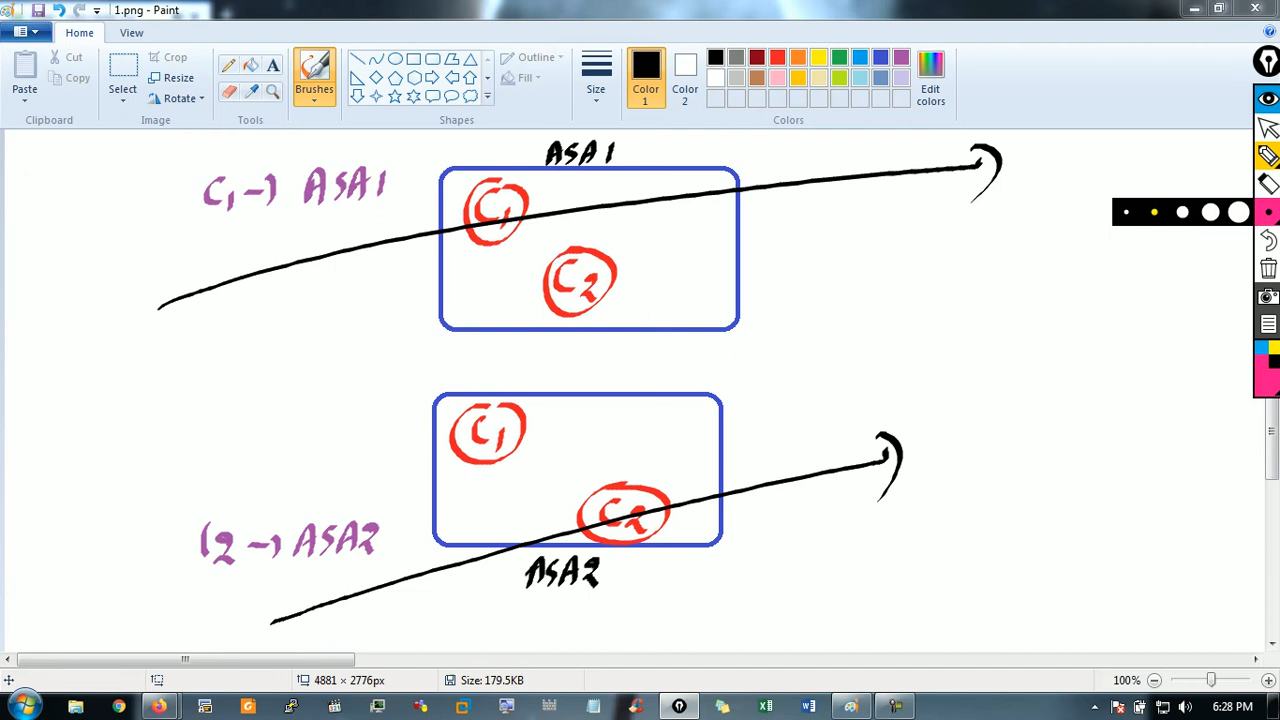 1.png - Paint
Home
View
Paste
Cut
Copy
Clipboard
Select
Crop
Resize
Rotate
Image
Tools
Brushes
Shapes
Outline
Fill
Size
Color 1
Color 2
Edit colors
Colors
ASA1
C1 -> ASA1
C1
C2
C1
C2
C2 -> ASA2
ASA2
4881 × 2776px
Size: 179.5KB
100%
6:28 PM